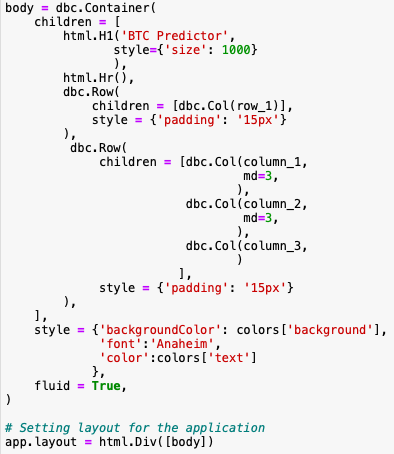 body = dbc.Container(
    children = [
        html.H1('BTC Predictor',
               style={'size': 1000}
               ),
        html.Hr(),
        dbc.Row(
            children = [dbc.Col(row_1)],
            style = {'padding': '15px'}
        ),
         dbc.Row(
             children = [dbc.Col(column_1,
                                 md=3,
                                ),
                         dbc.Col(column_2,
                                 md=3,
                                ),
                         dbc.Col(column_3,
                                )
                        ],
             style = {'padding': '15px'}
        ),
    ],
    style = {'backgroundColor': colors['background'],
             'font':'Anaheim',
             'color':colors['text']
            },
    fluid = True,
)

# Setting layout for the application
app.layout = html.Div([body])